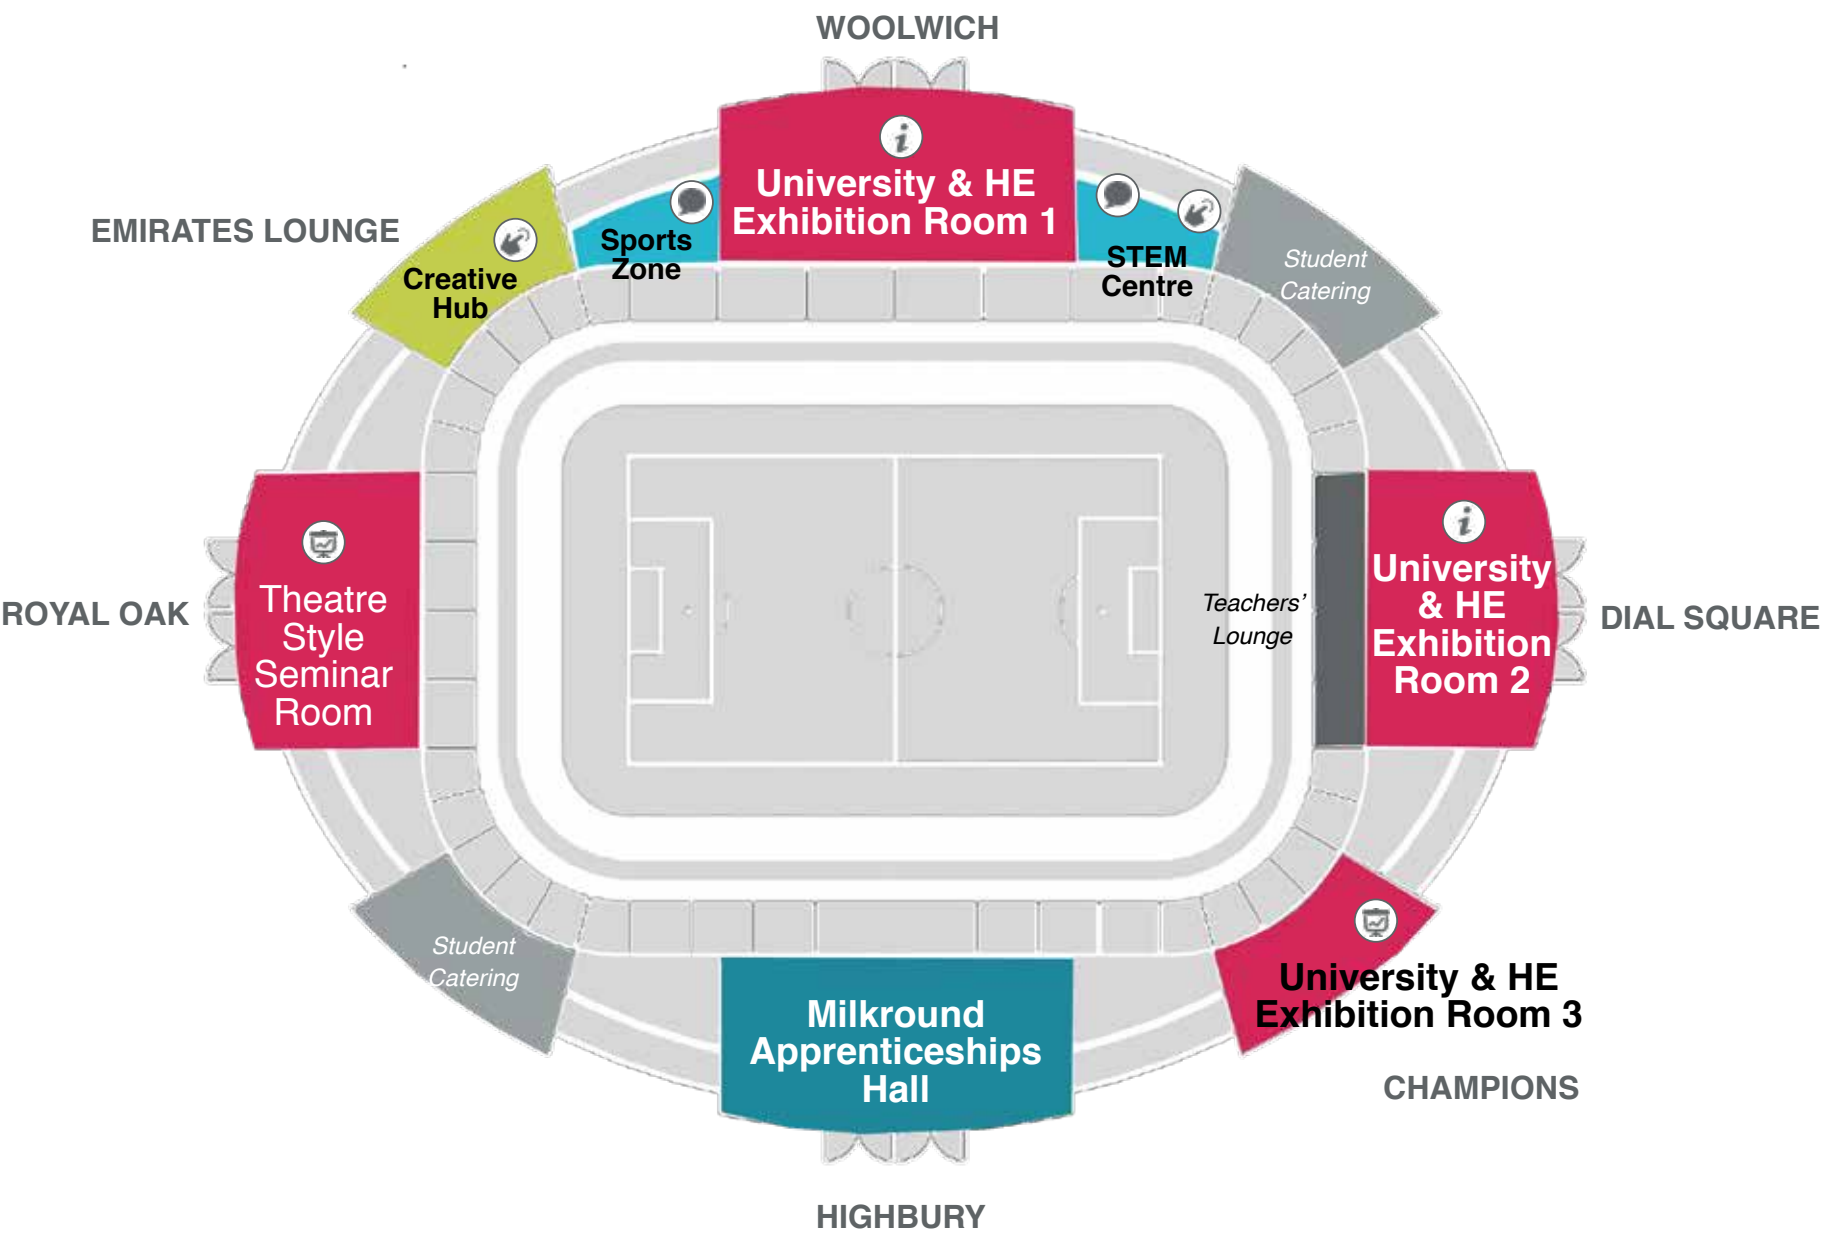 WOOLWICH
University & HE
Exhibition Room 1
EMIRATES LOUNGE
Creative
Hub
Sports
Zone
STEM
Centre
Student
Catering
ROYAL OAK
Theatre
Style
Seminar
Room
Teachers’
Lounge
University
& HE
Exhibition
Room 2
DIAL SQUARE
Student
Catering
Milkround
Apprenticeships
Hall
University & HE
Exhibition Room 3
CHAMPIONS
HIGHBURY